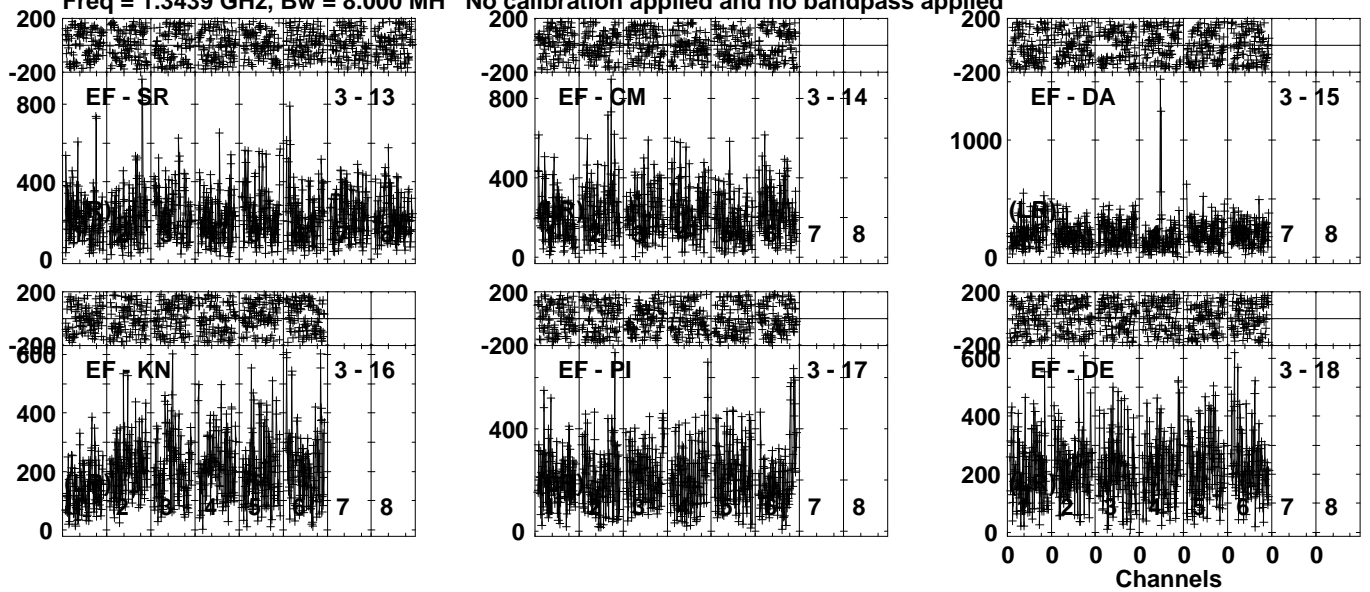 Freq = 1.3439 GHz, Bw = 8.000 MH No calibration applied and no bandpass applied
200
-200
EF - SR
3 - 13
800
400
0
200
-200
EF - CM
3 - 14
800
400
0
7 8
200
-200
EF - DA
3 - 15
1000
(LR)
0
7 8
200
-200
600
EF - KN
3 - 16
400
200
0
2 3 4 5 6 7 8
200
-200
EF - PI
3 - 17
400
0
1 2 3 4 5 6 7 8
200
-200
600
EF - DE
3 - 18
400
200
0
1 2 3 4 5 6 7 8
0 0 0 0 0 0 0 0
Channels